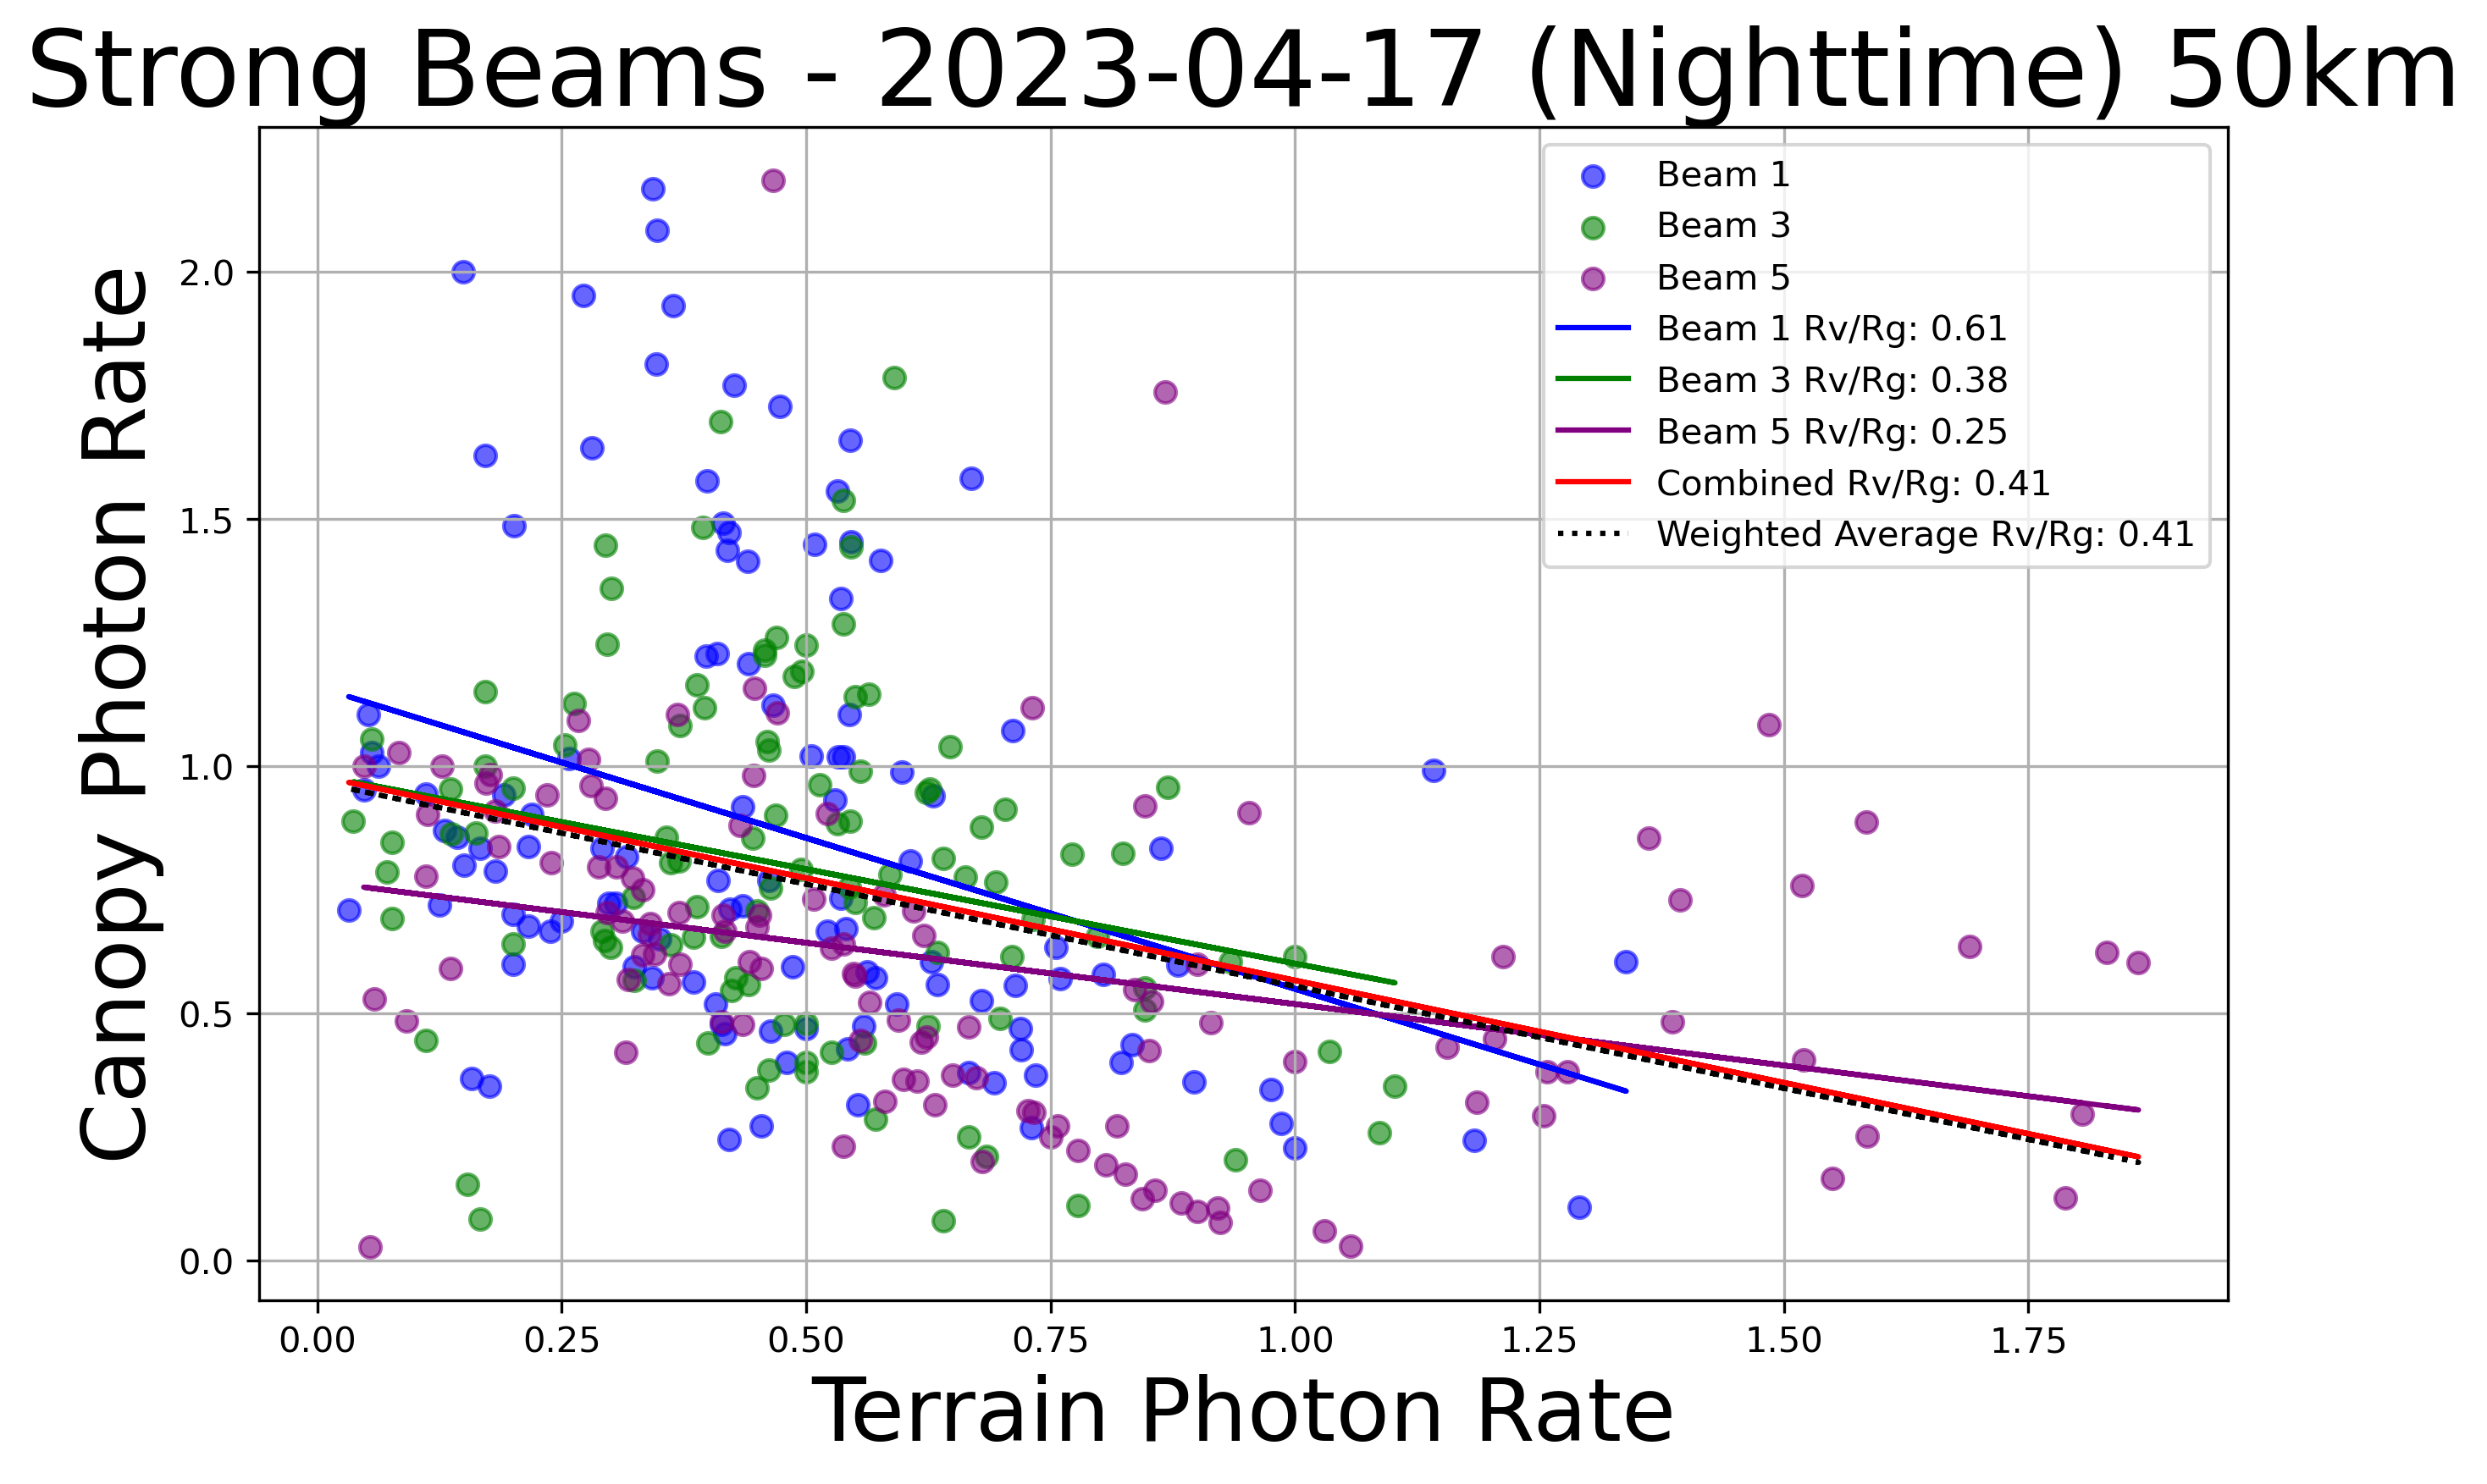 Strong Beams - 2023-04-17 (Nighttime) 50km
Canopy Photon Rate
2.0
1.5
1.0
0.5
0.0
Beam 1
Beam 3
Beam 5
Beam 1 Rv/Rg: 0.61
Beam 3 Rv/Rg: 0.38
Beam 5 Rv/Rg: 0.25
Combined Rv/Rg: 0.41
Weighted Average Rv/Rg: 0.41
0.00 0.25 0.50 0.75 1.00 1.25 1.50 1.75
Terrain Photon Rate